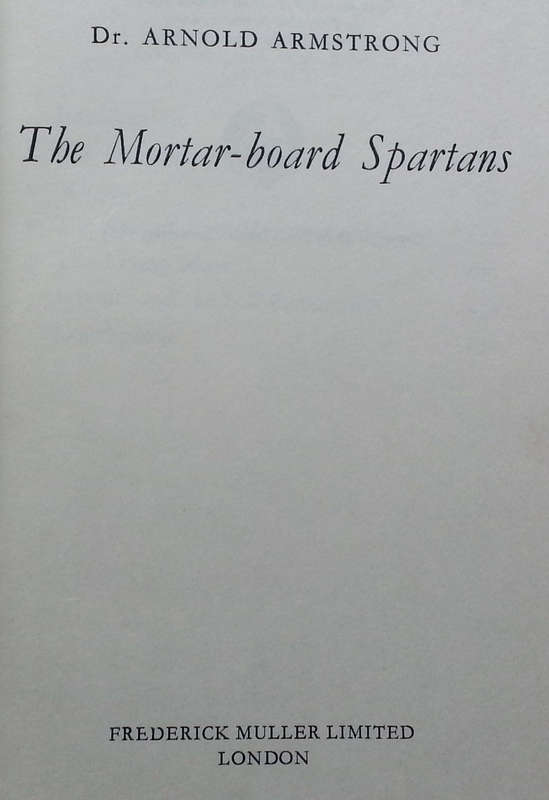 Dr. ARNOLD ARMSTRONG
The Mortar-board Spartans
FREDERICK MULLER LIMITED
LONDON